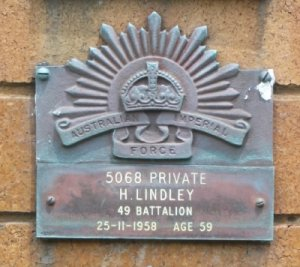 AUSTRALIAN IMPERIAL
FORCE
5068 PRIVATE
H. LINDLEY
49 BATTALION
25-11-1958 AGE 59